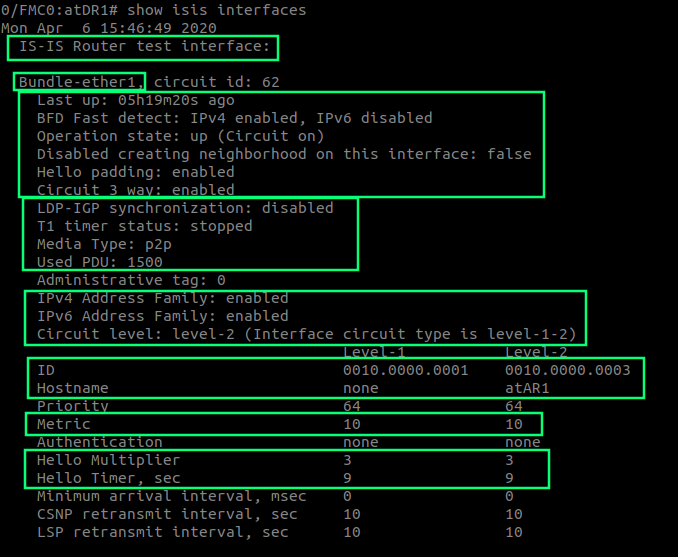 0/FMC0:atDR1# show isis interfaces
Mon Apr  6 15:46:49 2020
IS-IS Router test interface:
Bundle-ether1, circuit id: 62
Last up: 05h19m20s ago
BFD Fast detect: IPv4 enabled, IPv6 disabled
Operation state: up (Circuit on)
Disabled creating neighborhood on this interface: false
Hello padding: enabled
Circuit 3 way: enabled
LDP-IGP synchronization: disabled
T1 timer status: stopped
Media Type: p2p
Used PDU: 1500
Administrative tag: 0
IPv4 Address Family: enabled
IPv6 Address Family: enabled
Circuit level: level-2 (Interface circuit type is level-1-2)
Level-1 Level-2
ID 0010.0000.0001 0010.0000.0003
Hostname none atAR1
Priority 64 64
Metric 10 10
Authentication none none
Hello Multiplier 3 3
Hello Timer, sec 9 9
Minimum arrival interval, msec 0 0
CSNP retransmit interval, sec 10 10
LSP retransmit interval, sec 10 10